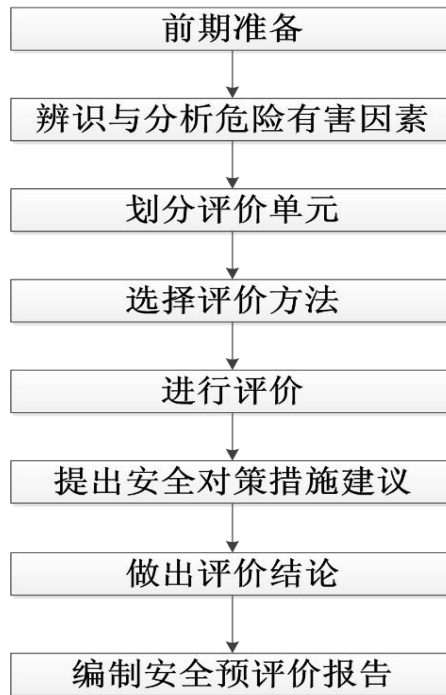 前期准备
辨识与分析危险有害因素
划分评价单元
选择评价方法
进行评价
提出安全对策措施建议
做出评价结论
编制安全预评价报告